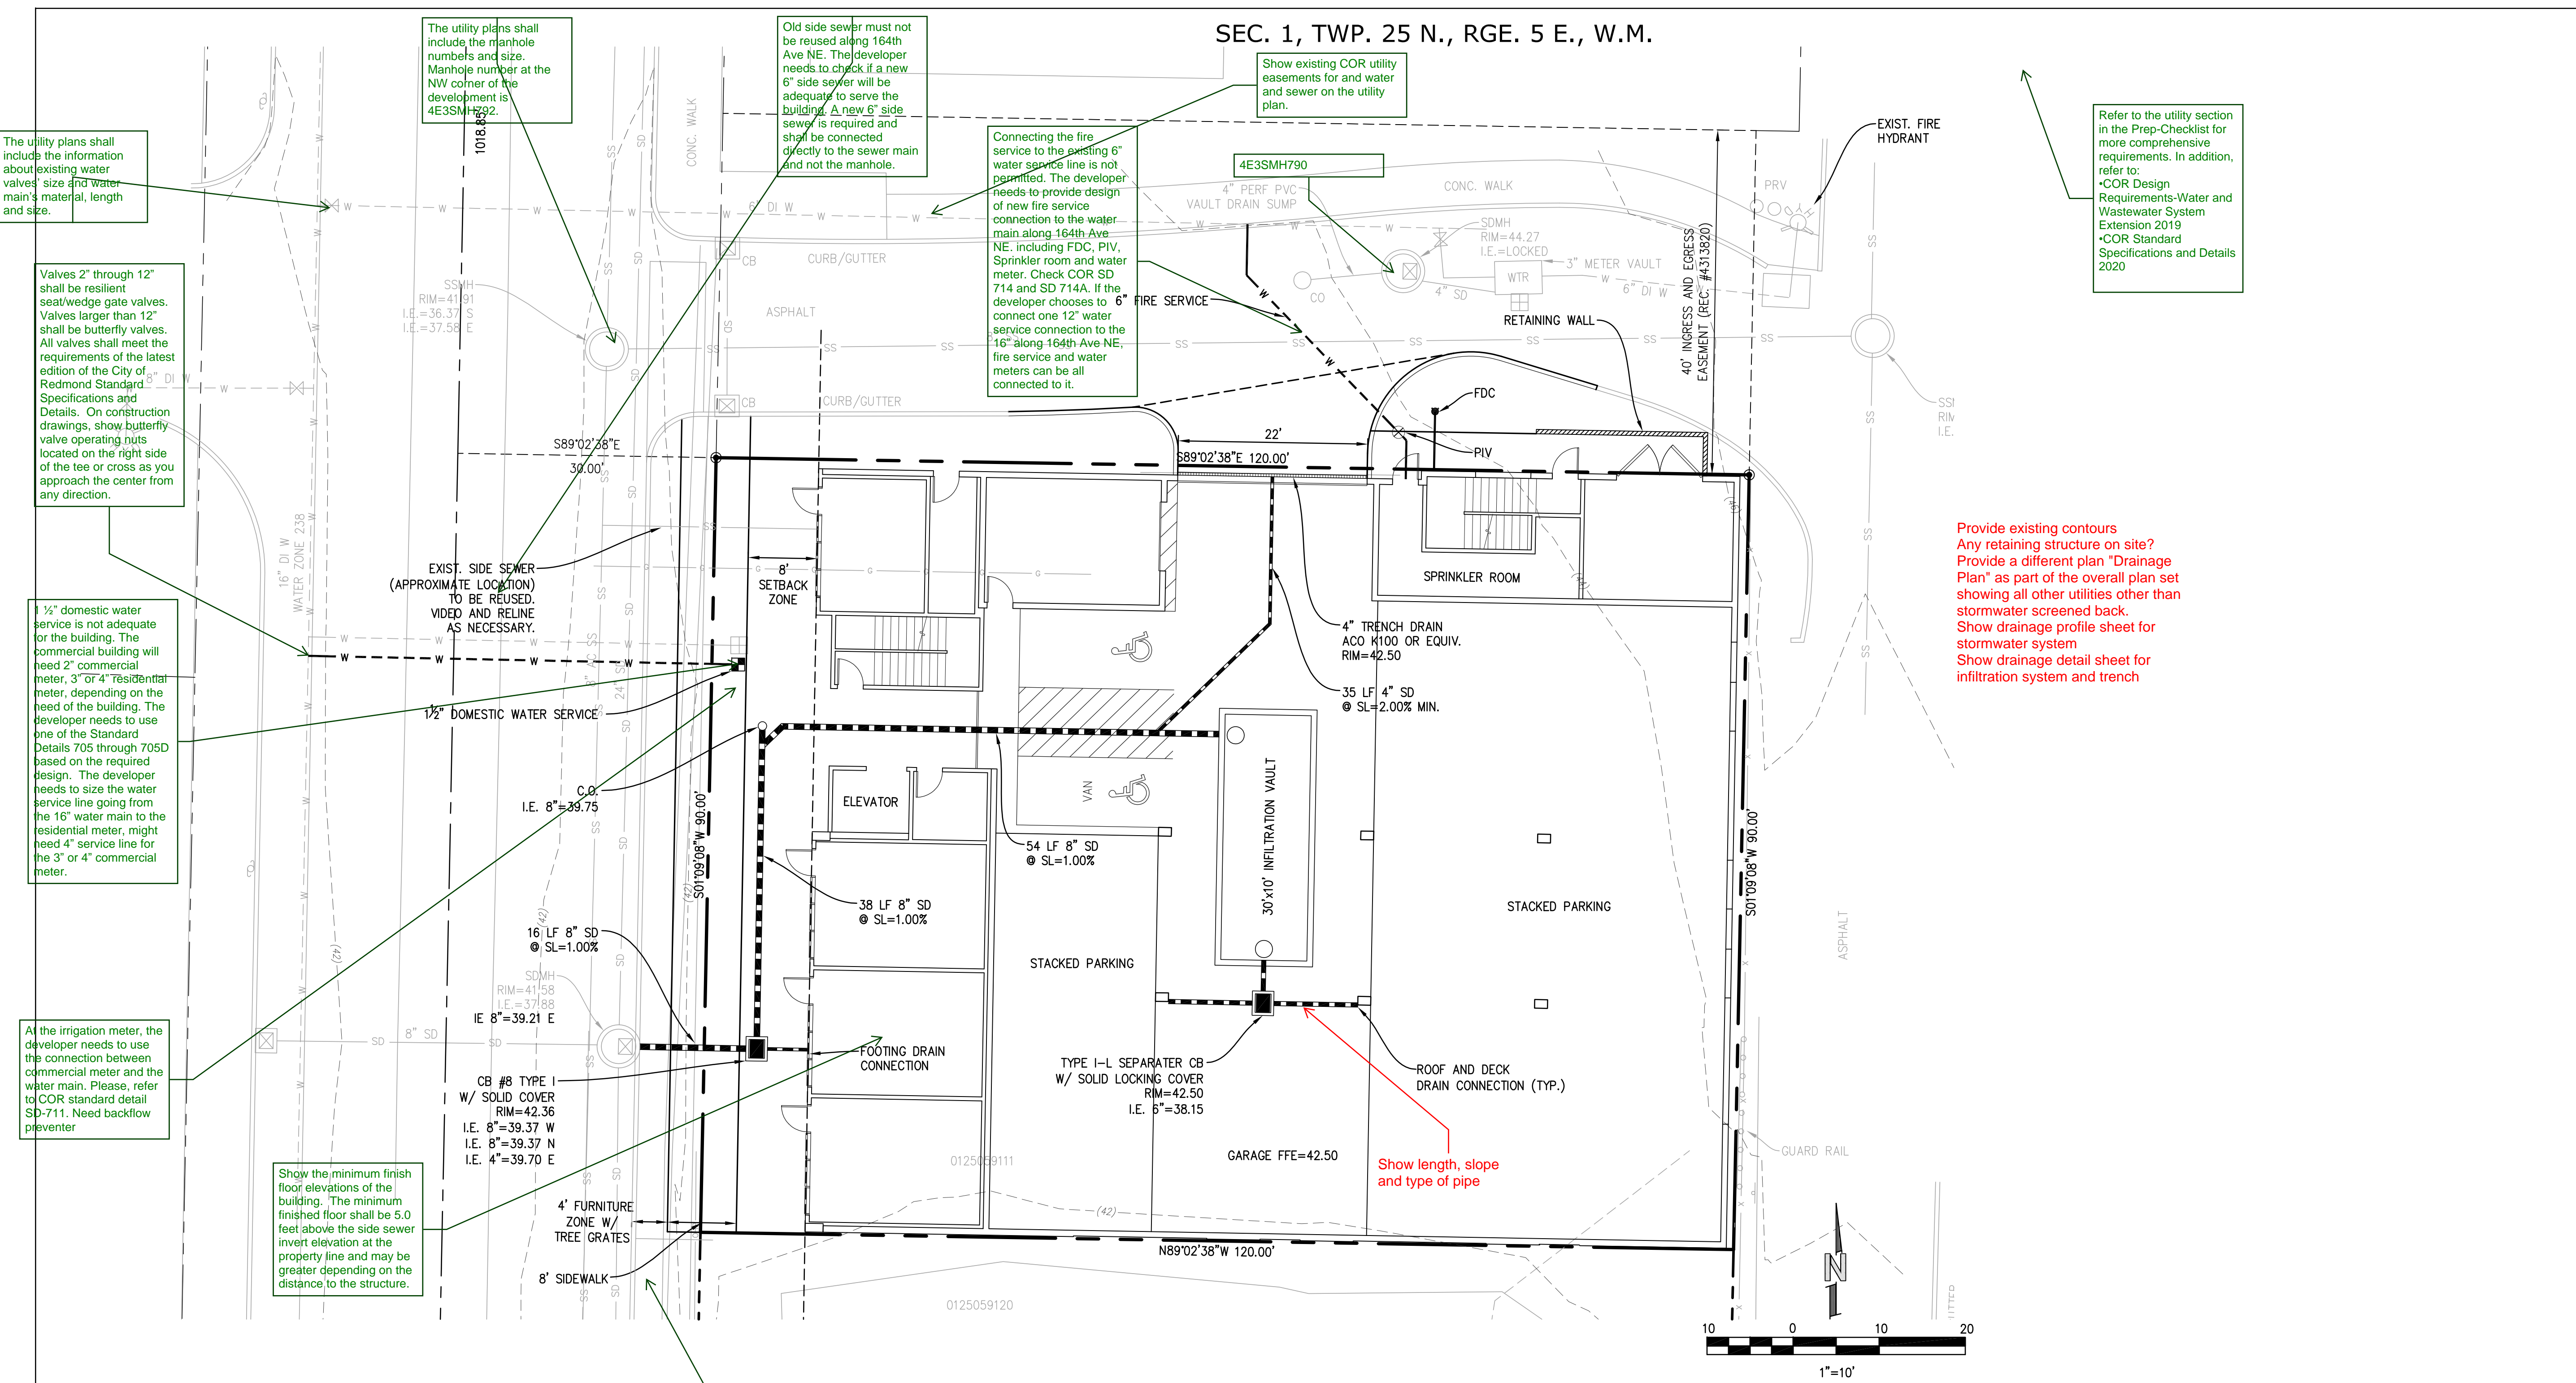 SEC. 1, TWP. 25 N., RGE. 5 E., W.M.
The utility plans shall
include the manhole
numbers and size.
Manhole number at the
NW corner of the
development is
4E3SMH792.
Old side sewer must not
be reused along 164th
Ave NE. The developer
needs to check if a new
6” side sewer will be
adequate to serve the
building. A new 6” side
sewer is required and
shall be connected
directly to the sewer main
and not the manhole.
Show existing COR utility
easements for and water
and sewer on the utility
plan.
Connecting the fire
service to the existing 6”
water service line is not
permitted. The developer
needs to provide design
of new fire service
connection to the water
main along 164th Ave
NE. including FDC, PIV,
Sprinkler room and water
meter. Check COR SD
714 and SD 714A. If the
developer chooses to
connect one 12” water
service connection to the
16” along 164th Ave NE,
fire service and water
meters can be all
connected to it.
4E3SMH790
Refer to the utility section
in the Prep-Checklist for
more comprehensive
requirements. In addition,
refer to:
•COR Design
Requirements-Water and
Wastewater System
Extension 2019
•COR Standard
Specifications and Details
2020
The utility plans shall
include the information
about existing water
valves’ size and water
main’s material, length
and size.
Valves 2” through 12”
shall be resilient
seat/wedge gate valves.
Valves larger than 12”
shall be butterfly valves.
All valves shall meet the
requirements of the latest
edition of the City of
Redmond Standard
Specifications and
Details.  On construction
drawings, show butterfly
valve operating nuts
located on the right side
of the tee or cross as you
approach the center from
any direction.
1 ½” domestic water
service is not adequate
for the building. The
commercial building will
need 2” commercial
meter, 3” or 4” residential
meter, depending on the
need of the building. The
developer needs to use
one of the Standard
Details 705 through 705D
based on the required
design.  The developer
needs to size the water
service line going from
the 16” water main to the
residential meter, might
need 4” service line for
the 3” or 4” commercial
meter.
At the irrigation meter, the
developer needs to use
the connection between
commercial meter and the
water main. Please, refer
to COR standard detail
SD-711. Need backflow
preventer
Show the minimum finish
floor elevations of the
building.  The minimum
finished floor shall be 5.0
feet above the side sewer
invert elevation at the
property line and may be
greater depending on the
distance to the structure.
Provide existing contours
Any retaining structure on site?
Provide a different plan "Drainage
Plan" as part of the overall plan set
showing all other utilities other than
stormwater screened back.
Show drainage profile sheet for
stormwater system
Show drainage detail sheet for
infiltration system and trench
Show length, slope
and type of pipe
1018.85'
CONC. WALK
6" DI W
CB
CURB/GUTTER
ASPHALT
SSMH
RIM=41.91
I.E.=36.37 S
I.E.=37.58 E
8" DI W
CB
CURB/GUTTER
4" PERF PVC
VAULT DRAIN SUMP
CONC. WALK
SDMH
RIM=44.27
I.E.=LOCKED
3" METER VAULT
WTR
6" DI W
4" SD
CO
PRV
HYD
EXIST. FIRE
HYDRANT
40' INGRESS AND EGRESS
EASEMENT (REC. #4313820)
6" FIRE SERVICE
RETAINING WALL
FDC
PIV
22'
S89°02'38"E
30.00'
S89°02'38"E 120.00'
16" DI W
WATER ZONE 238
8" AC SS
24" SD
EXIST. SIDE SEWER
(APPROXIMATE LOCATION)
TO BE REUSED.
VIDEO AND RELINE
AS NECESSARY.
8'
SETBACK
ZONE
SPRINKLER ROOM
4" TRENCH DRAIN
ACO K100 OR EQUIV.
RIM=42.50
35 LF 4" SD
@ SL=2.00% MIN.
1½" DOMESTIC WATER SERVICE
C.O.
I.E. 8"=39.75
S01°09'08"W 90.00'
ELEVATOR
VAN
54 LF 8" SD
@ SL=1.00%
30'x10' INFILTRATION VAULT
38 LF 8" SD
@ SL=1.00%
STACKED PARKING
STACKED PARKING
S01°09'08"W 90.00'
ASPHALT
16 LF 8" SD
@ SL=1.00%
SDMH
RIM=41.58
I.E.=37.88
IE 8"=39.21 E
8" SD
FOOTING DRAIN
CONNECTION
CB #8 TYPE I
W/ SOLID COVER
RIM=42.36
I.E. 8"=39.37 W
I.E. 8"=39.37 N
I.E. 4"=39.70 E
TYPE I-L SEPARATER CB
W/ SOLID LOCKING COVER
RIM=42.50
I.E. 6"=38.15
ROOF AND DECK
DRAIN CONNECTION (TYP.)
GARAGE FFE=42.50
0125059111
GUARD RAIL
4' FURNITURE
ZONE W/
TREE GRATES
8' SIDEWALK
(42)
(42)
(42)
(42)
N89°02'38"W 120.00'
0125059120
N
10 0 10 20
1"=10'